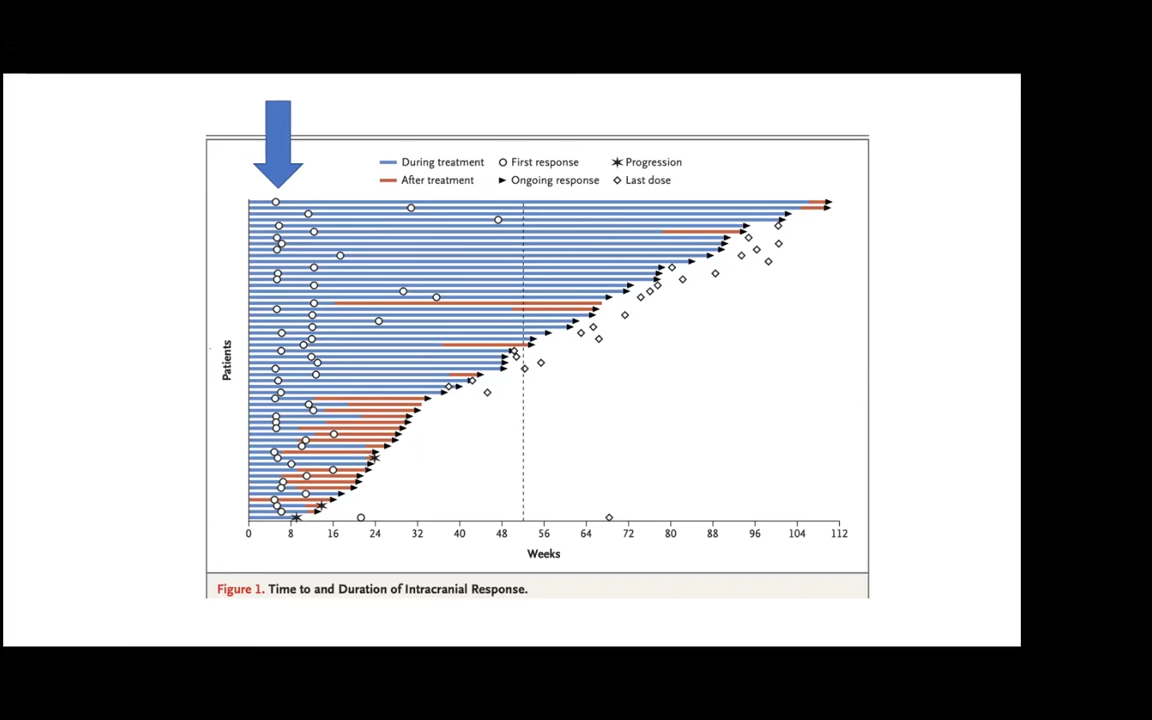 During treatment First response Progression
After treatment Ongoing response Last dose
Patients
0 8 16 24 32 40 48 56 64 72 80 88 96 104 112
Weeks
Figure 1. Time to and Duration of Intracranial Response.